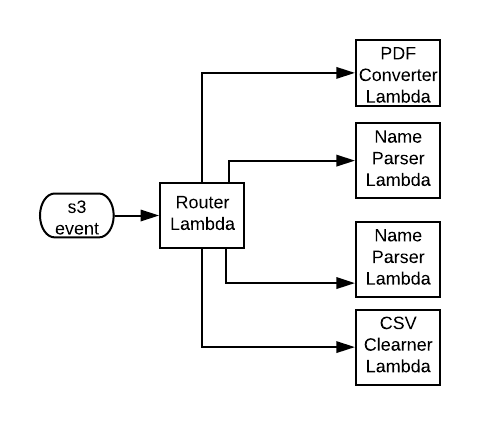 s3
event
Router
Lambda
PDF
Converter
Lambda
Name
Parser
Lambda
Name
Parser
Lambda
CSV
Clearner
Lambda